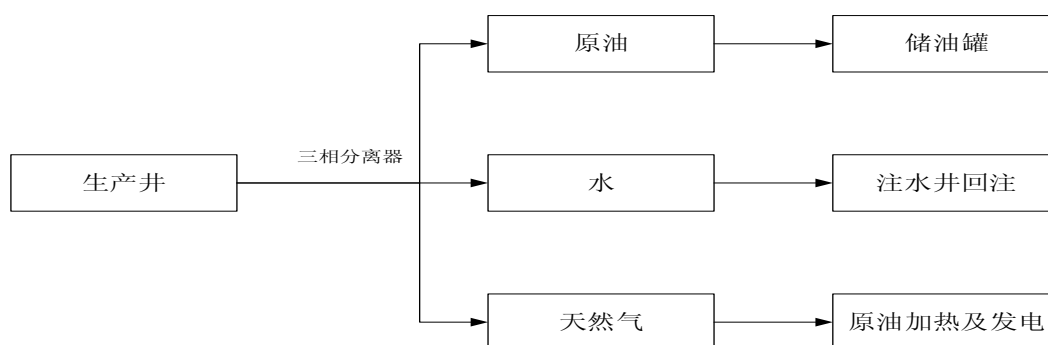 原油
储油罐
三相分离器
生产井
水
注水井回注
天然气
原油加热及发电